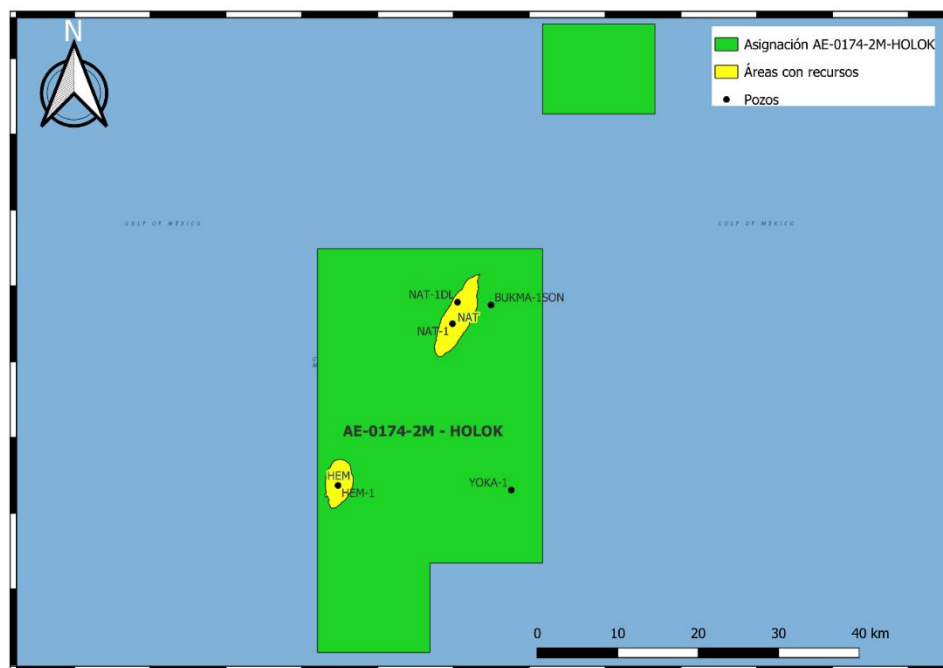 N
Asignación AE-0174-2M-HOLOK
Áreas con recursos
Pozos
GULF OF MEXICO
GULF OF MEXICO
NAT-1DL
BUKMA-1SON
NAT
NAT-1
AE-0174-2M - HOLOK
HEM
HEM-1
YOKA-1
0 10 20 30 40 km